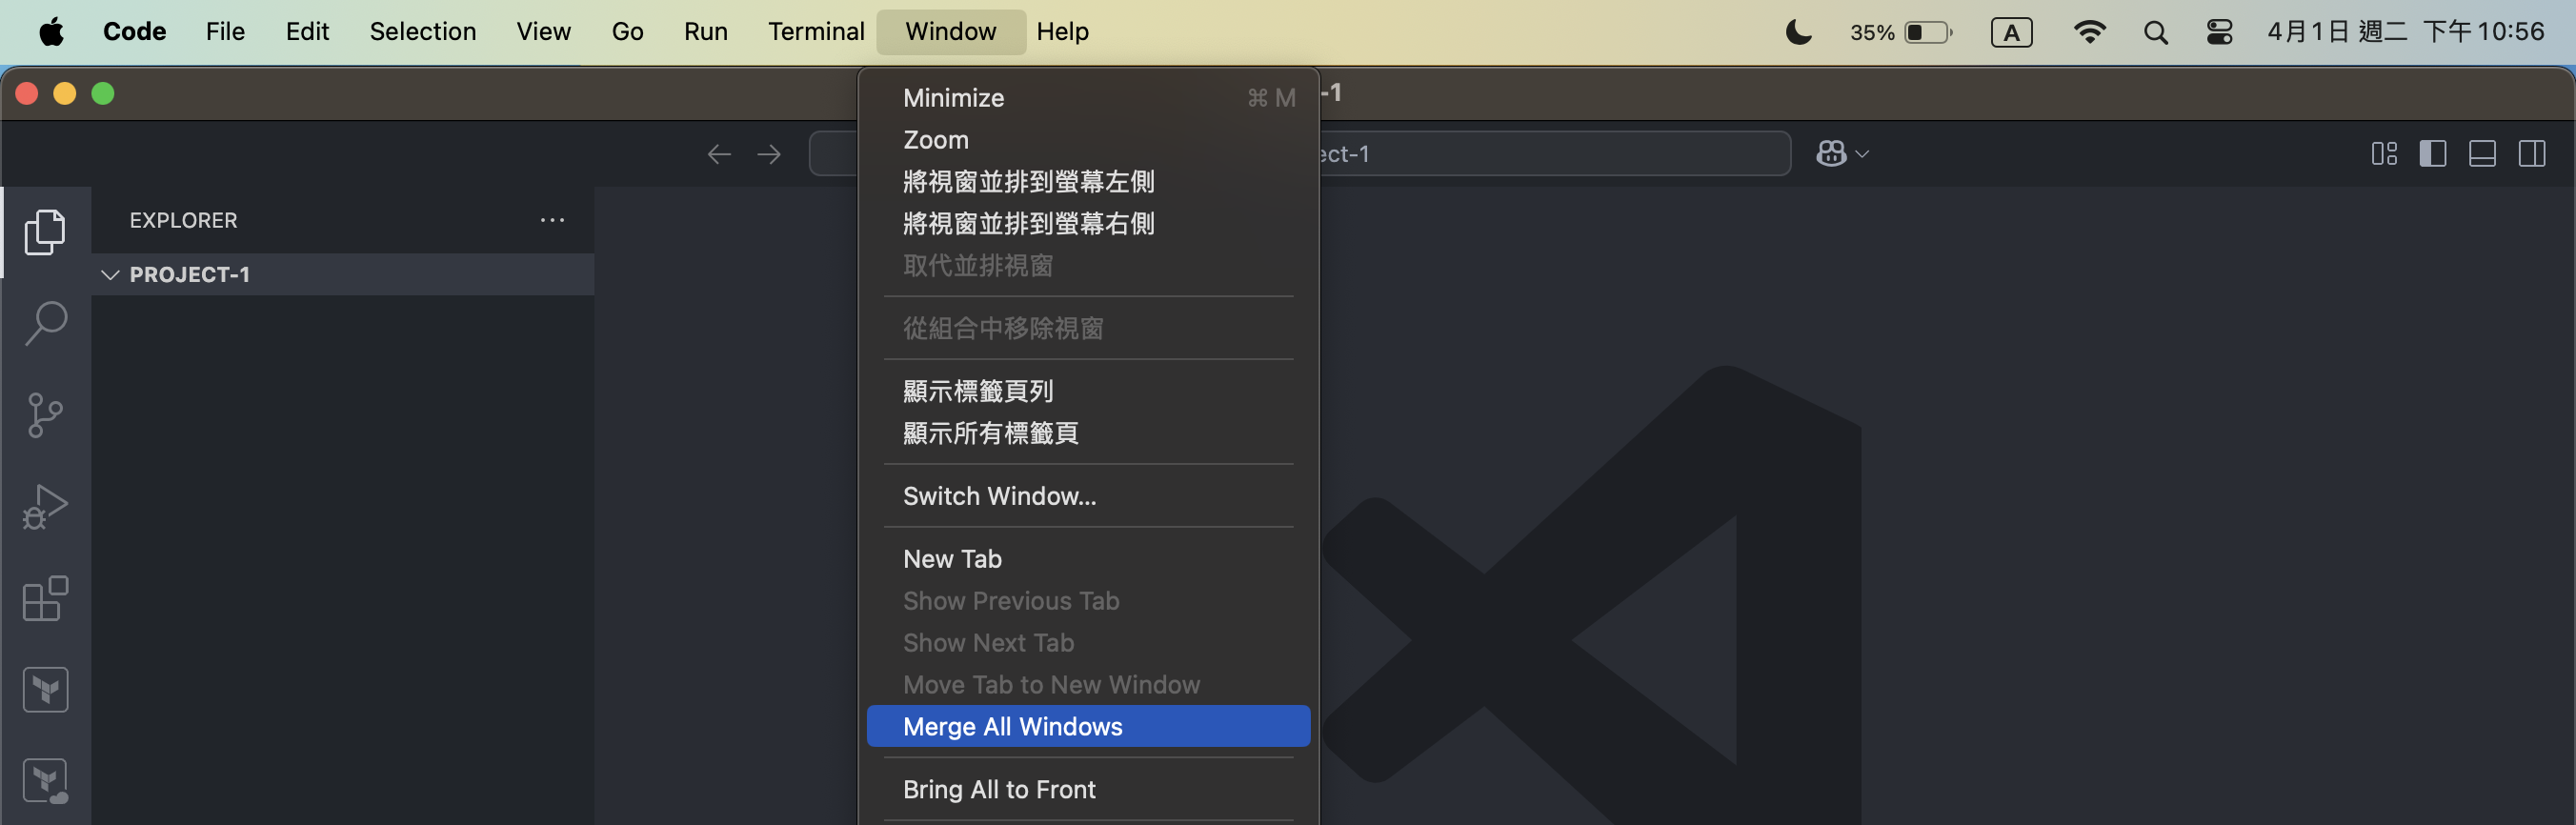 Code File Edit Selection View Go Run Terminal Window Help 35% A 4月1日 週二 下午10:56
-1
Minimize ⌘ M
Zoom
ect-1
將視窗並排到螢幕左側
EXPLORER ···
將視窗並排到螢幕右側
取代並排視窗
PROJECT-1
從組合中移除視窗
顯示標籤頁列
顯示所有標籤頁
Switch Window...
New Tab
Show Previous Tab
Show Next Tab
Move Tab to New Window
Merge All Windows
Bring All to Front